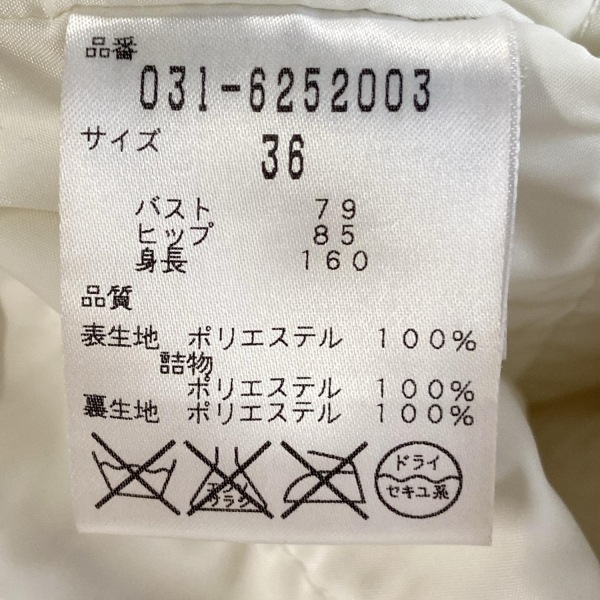 品番
031-6252003
サイズ 36
バスト 79
ヒップ 85
身長 160
品質
表生地 ポリエステル 100%
詰物
ポリエステル 100%
裏生地 ポリエステル 100%
エンソ サラシ ドライ
セキユ系